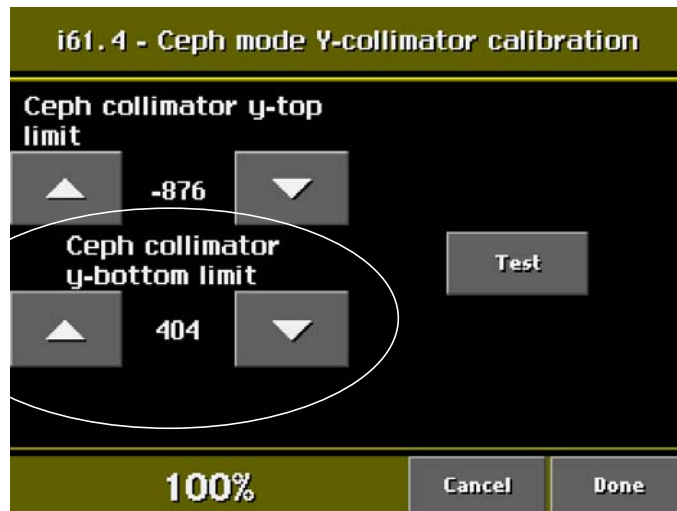 i61.4 - Ceph mode Y-collimator calibration
Ceph collimator y-top
limit
-876
Ceph collimator
y-bottom limit
Test
404
100%
Cancel
Done